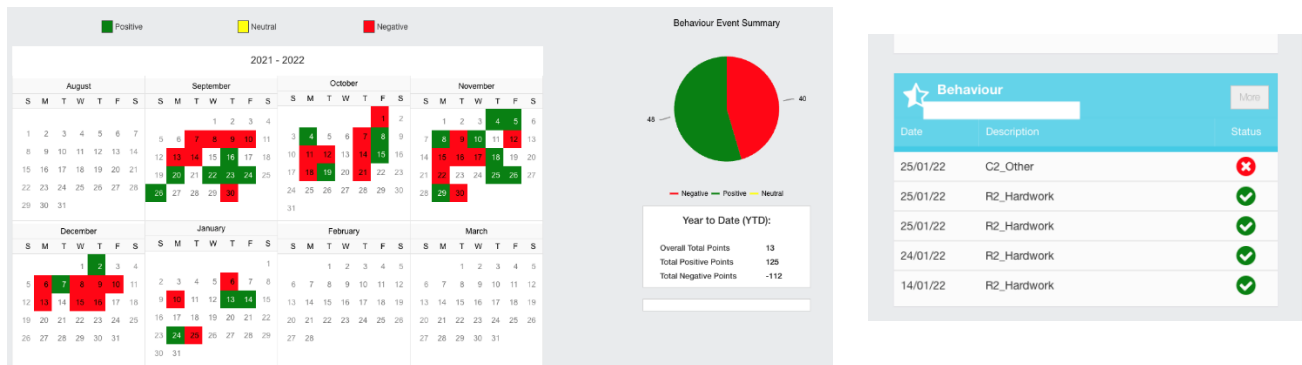 Positive
Neutral
Negative
2021 - 2022
August
S M T W T F S
1 2 3 4 5 6 7
8 9 10 11 12 13 14
15 16 17 18 19 20 21
22 23 24 25 26 27 28
29 30 31
September
S M T W T F S
1 2 3 4
5 6 7 8 9 10 11
12 13 14 15 16 17 18
19 20 21 22 23 24 25
26 27 28 29 30
October
S M T W T F S
1 2
3 4 5 6 7 8 9
10 11 12 13 14 15 16
17 18 19 20 21 22 23
24 25 26 27 28 29 30
31
November
S M T W T F S
1 2 3 4 5 6
7 8 9 10 11 12 13
14 15 16 17 18 19 20
21 22 23 24 25 26 27
28 29 30
December
S M T W T F S
1 2 3 4
5 6 7 8 9 10 11
12 13 14 15 16 17 18
19 20 21 22 23 24 25
26 27 28 29 30 31
January
S M T W T F S
1
2 3 4 5 6 7 8
9 10 11 12 13 14 15
16 17 18 19 20 21 22
23 24 25 26 27 28 29
30 31
February
S M T W T F S
1 2 3 4 5
6 7 8 9 10 11 12
13 14 15 16 17 18 19
20 21 22 23 24 25 26
27 28
March
S M T W T F S
1 2 3 4 5
6 7 8 9 10 11 12
13 14 15 16 17 18 19
20 21 22 23 24 25 26
27 28 29 30 31
Behaviour Event Summary
40
48
Negative Positive Neutral
Year to Date (YTD):
Overall Total Points 13
Total Positive Points 125
Total Negative Points -112
Behaviour
More
Date Description Status
25/01/22 C2_Other
25/01/22 R2_Hardwork
25/01/22 R2_Hardwork
24/01/22 R2_Hardwork
14/01/22 R2_Hardwork